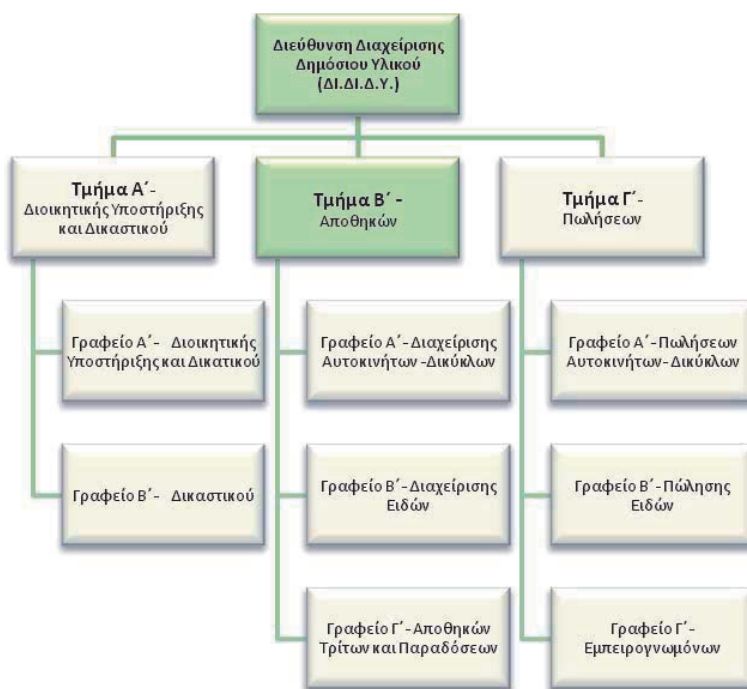 Διεύθυνση Διαχείρισης
Δημόσιου Υλικού
(ΔΙ.ΔΙ.Δ.Υ.)
Τμήμα Α΄-
Διοικητικής Υποστήριξης
και Δικαστικού
Τμήμα Β΄ -
Αποθηκών
Τμήμα Γ΄-
Πωλήσεων
Γραφείο Α΄- Διοικητικής
Υποστήριξης και Δικατικού
Γραφείο Β΄- Δικαστικού
Γραφείο Α΄-Διαχείρισης
Αυτοκινήτων -Δικύκλων
Γραφείο Β΄-Διαχείρισης
Ειδών
Γραφείο Γ΄-Αποθηκών
Τρίτων και Παραδόσεων
Γραφείο Α΄-Πωλήσεων
Αυτοκινήτων-Δικύκλων
Γραφείο Β΄-Πώλησης
Ειδών
Γραφείο Γ΄-
Εμπειρογνωμόνων